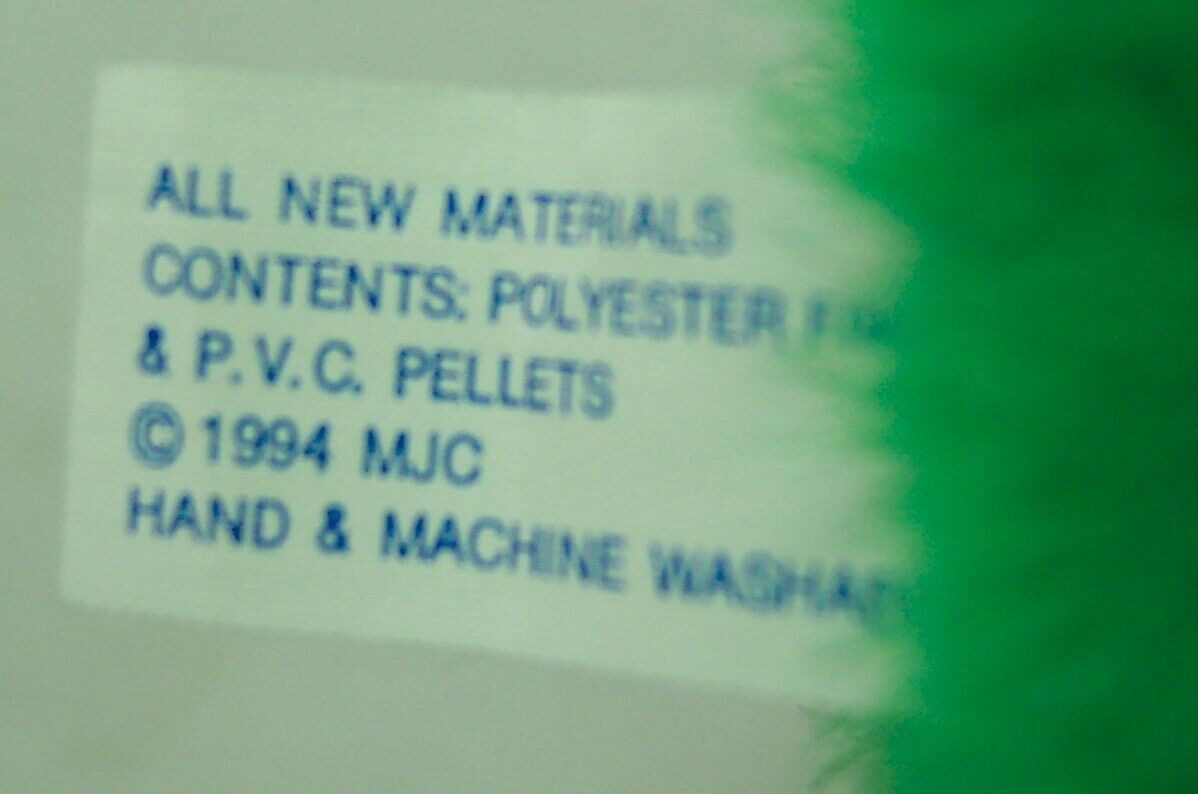 ALL NEW MATERIALS
CONTENTS: POLYESTER
& P.V.C. PELLETS
© 1994 MJC
HAND & MACHINE